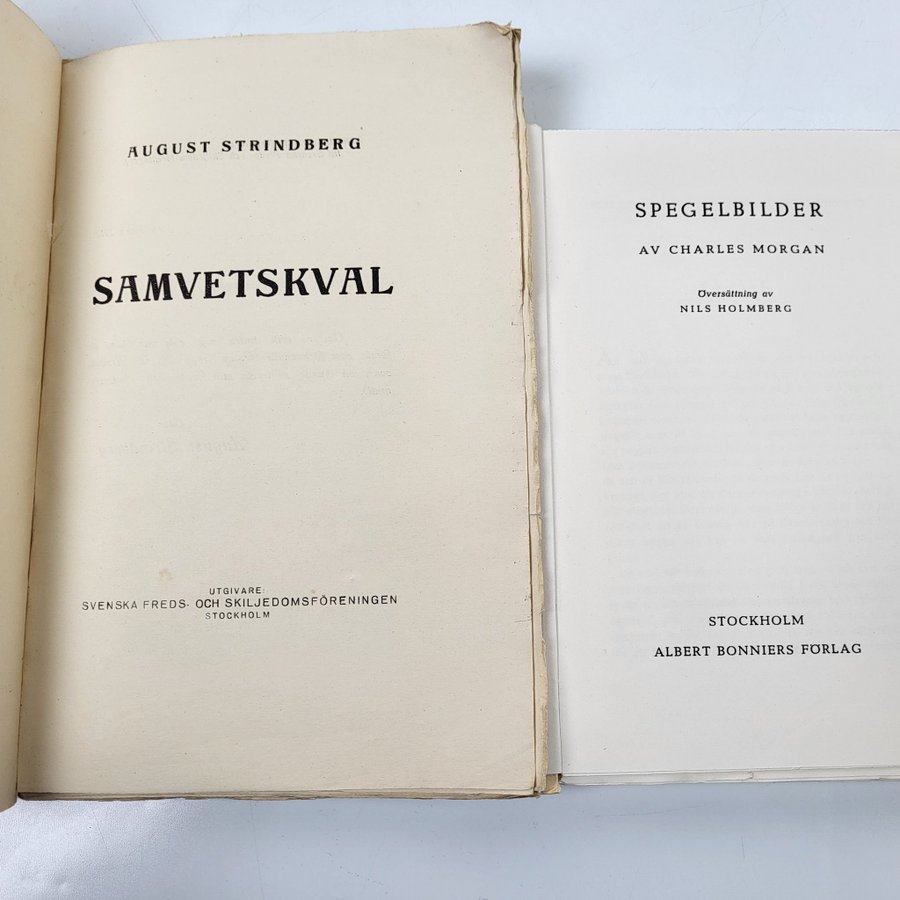 AUGUST STRINDBERG
SAMVETSKVAL
UTGIVARE:
SVENSKA FREDS- OCH SKILJEDOMSFÖRENINGEN
STOCKHOLM
SPEGELBILDER
AV CHARLES MORGAN
Översättning av
NILS HOLMBERG
STOCKHOLM
ALBERT BONNIERS FÖRLAG